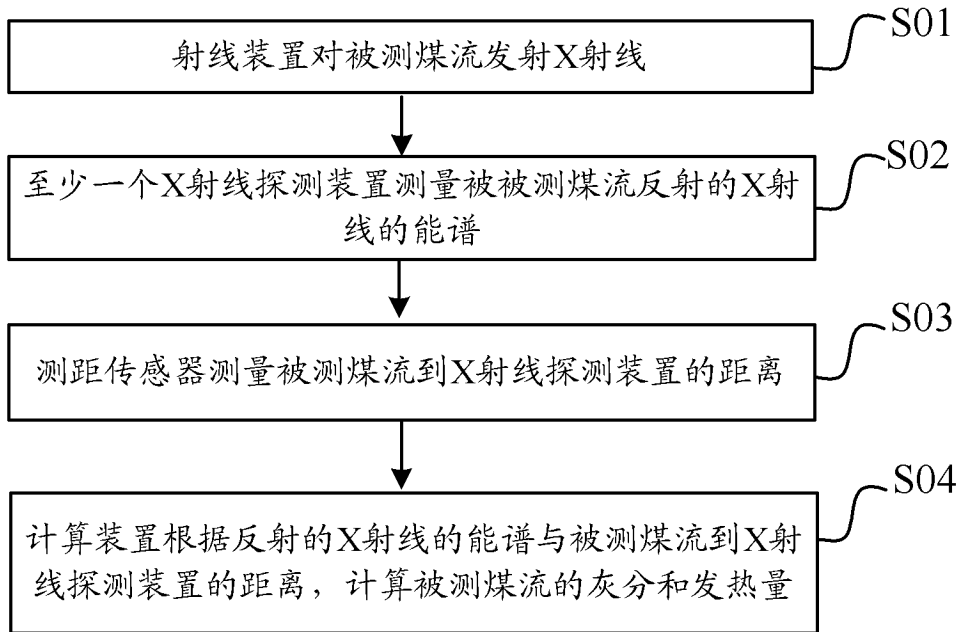 射线装置对被测煤流发射X射线
S01
至少一个X射线探测装置测量被被测煤流反射的X射
线的能谱
S02
测距传感器测量被测煤流到X射线探测装置的距离
S03
计算装置根据反射的X射线的能谱与被测煤流到X射
线探测装置的距离，计算被测煤流的灰分和发热量
S04